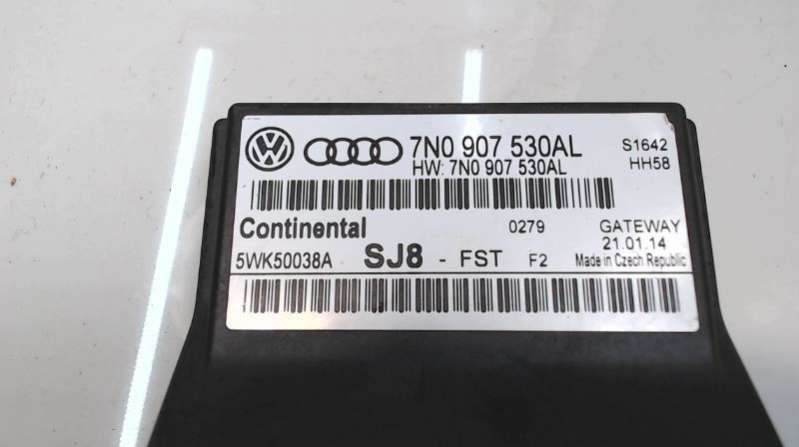 7N0 907 530AL S1642
HW: 7N0 907 530AL HH58
Continental 0279 GATEWAY
21.01.14
5WK50038A SJ8 - FST F2 Made in Czech Republic